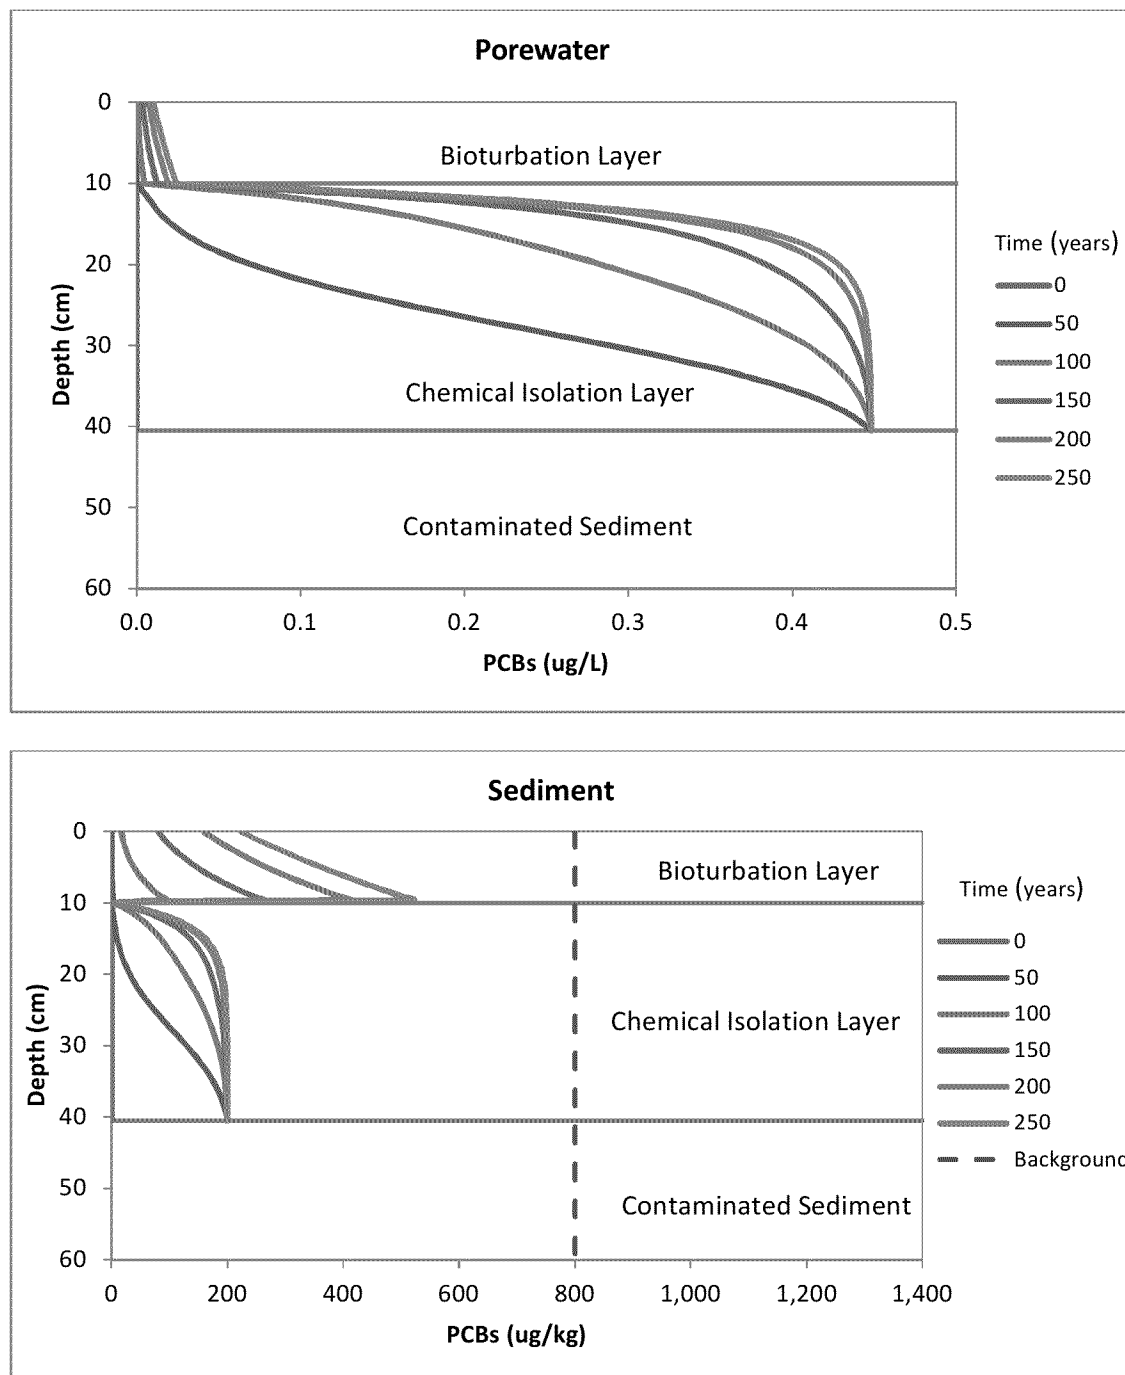 Porewater
0
Bioturbation Layer
10
Time (years)
20
0
50
30
100
Chemical Isolation Layer
150
40
200
250
50
Contaminated Sediment
60
0.0 0.1 0.2 0.3 0.4 0.5
PCBs (ug/L)
Depth (cm)
Sediment
0
Bioturbation Layer
Time (years)
10
0
20
50
100
Chemical Isolation Layer
30
150
200
40
250
Background
50
Contaminated Sediment
60
0 200 400 600 800 1,000 1,200 1,400
PCBs (ug/kg)
Depth (cm)